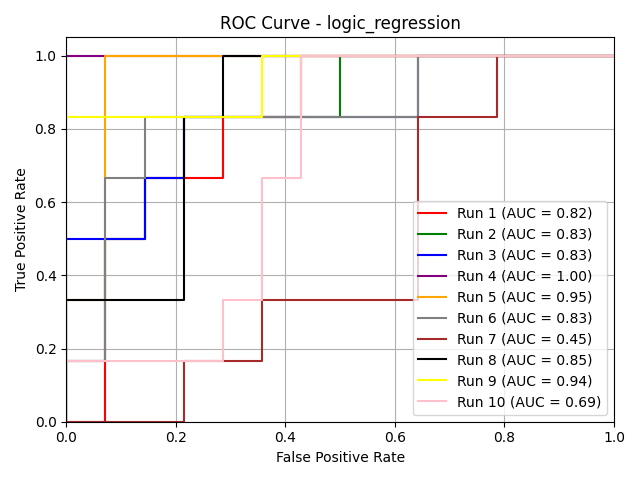 ROC Curve - logic_regression
True Positive Rate
1.0
0.8
0.6
0.4
0.2
0.0
0.0 0.2 0.4 0.6 0.8 1.0
False Positive Rate
Run 1 (AUC = 0.82)
Run 2 (AUC = 0.83)
Run 3 (AUC = 0.83)
Run 4 (AUC = 1.00)
Run 5 (AUC = 0.95)
Run 6 (AUC = 0.83)
Run 7 (AUC = 0.45)
Run 8 (AUC = 0.85)
Run 9 (AUC = 0.94)
Run 10 (AUC = 0.69)